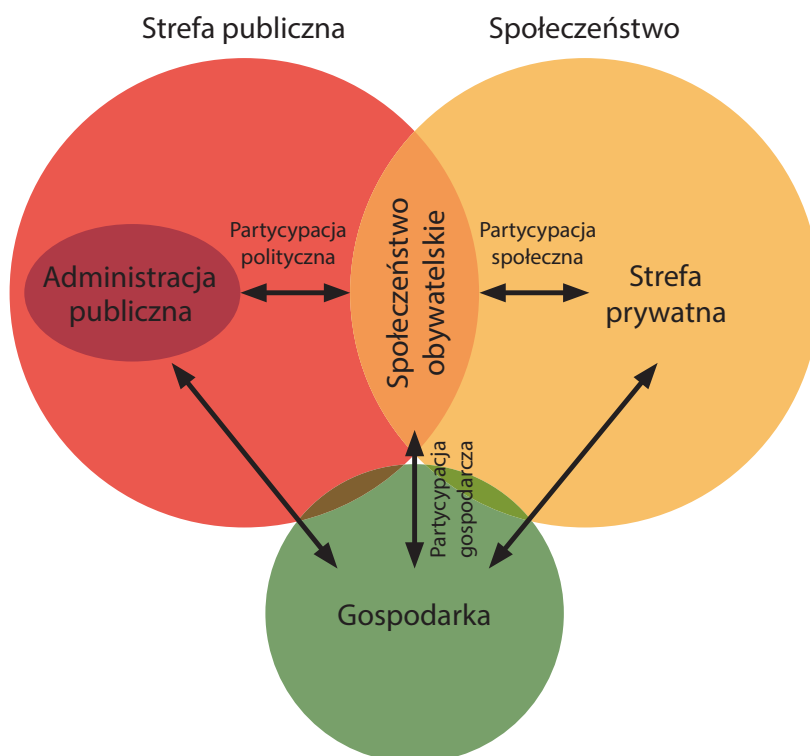 Strefa publiczna
Społeczeństwo
Partycypacja
polityczna
Społeczeństwo
obywatelskie
Partycypacja
społeczna
Administracja
publiczna
Strefa
prywatna
Partycypacja
gospodarcza
Gospodarka